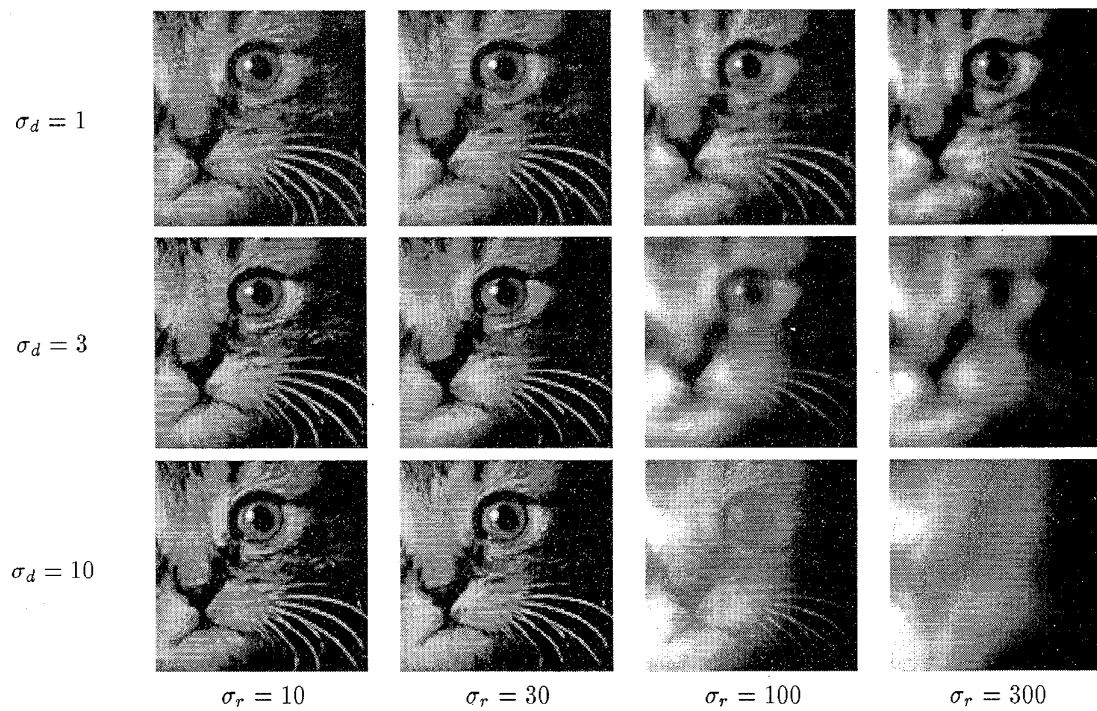 σ_d = 1
σ_d = 3
σ_d = 10
σ_r = 10
σ_r = 30
σ_r = 100
σ_r = 300